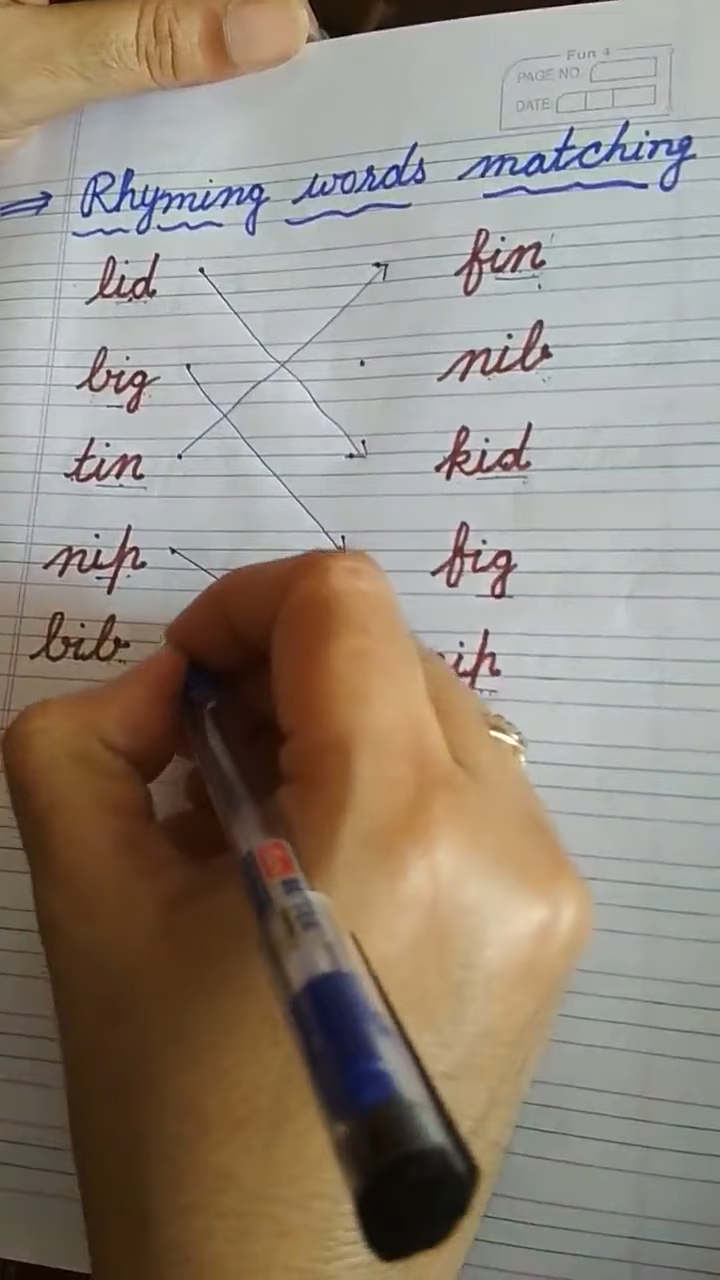 Fun 4
PAGE NO
DATE
⇒ Rhyming words matching
lid fin
big nib
tin kid
nip fig
bib